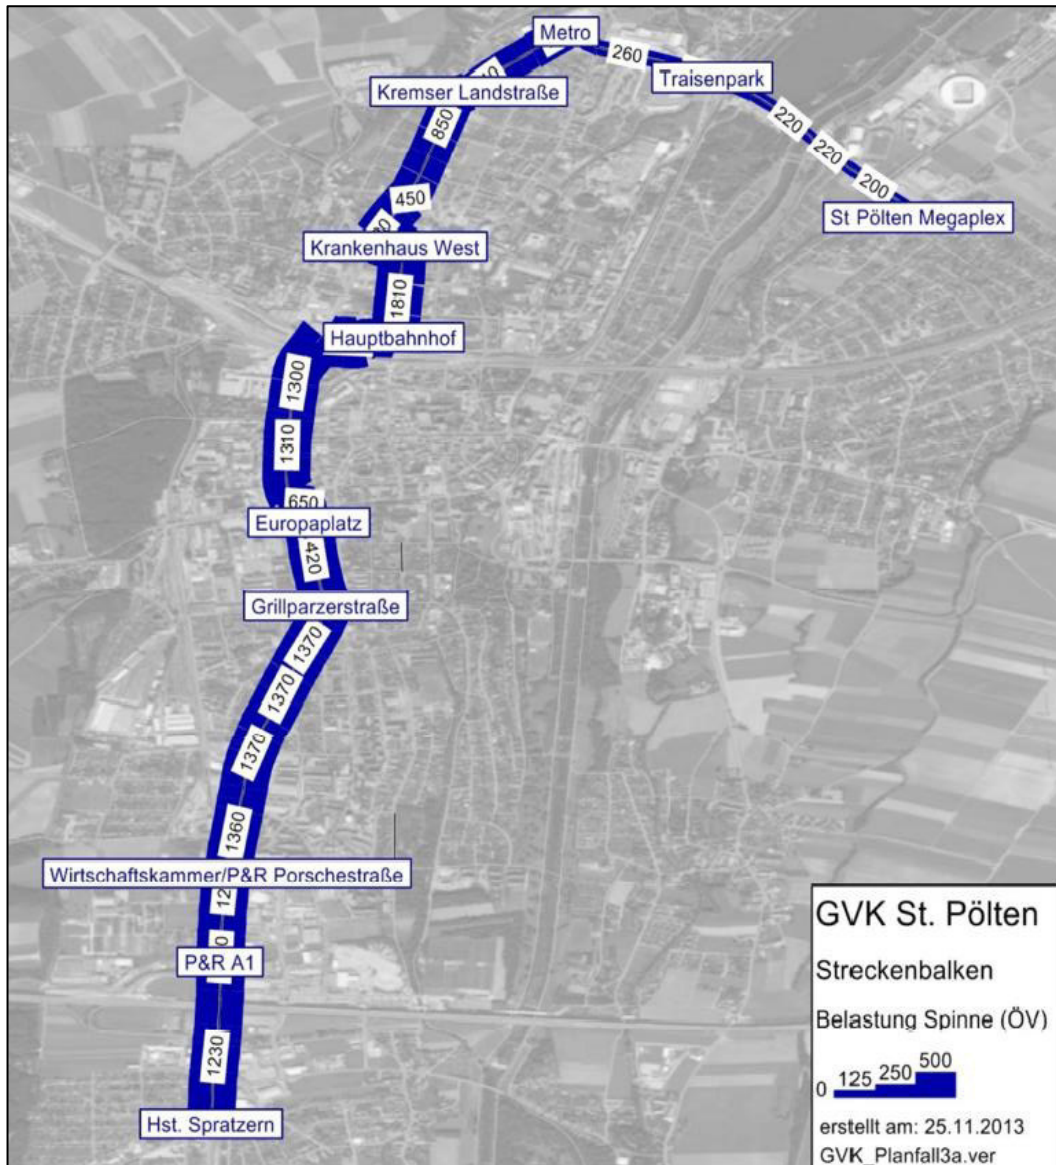 Metro
260
Traisenpark
Kremser Landstraße
850
220
220
200
450
St Pölten Megaplex
Krankenhaus West
1810
Hauptbahnhof
1300
1310
650
Europaplatz
420
Grillparzerstraße
1370
1370
1370
1360
Wirtschaftskammer/P&R Porschestraße
P&R A1
1230
Hst. Spratzern
GVK St. Pölten
Streckenbalken
Belastung Spinne (ÖV)
0 125 250 500
erstellt am: 25.11.2013
GVK_Planfall3a.ver